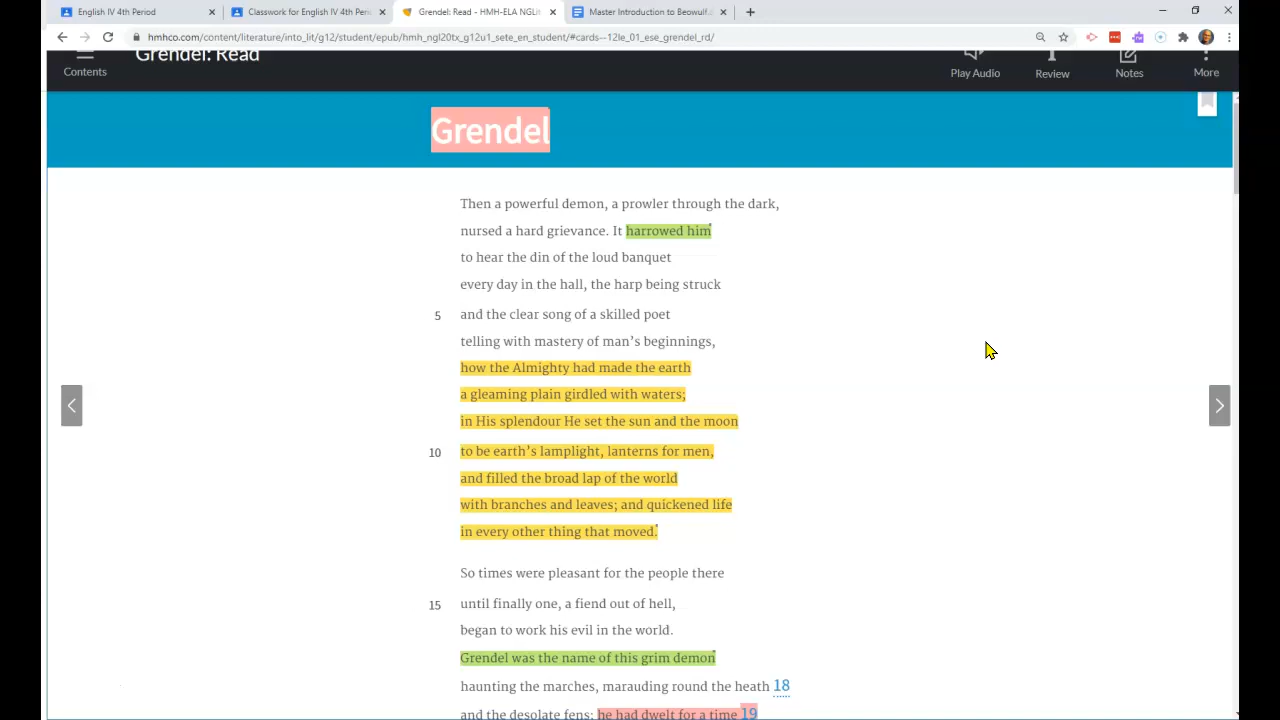 English IV 4th Period
Classwork for English IV 4th Peri
Grendel: Read - HMH-ELA NGLin
Master Introduction to Beowulf.d
hmhco.com/content/literature/into_lit/g12/student/epub/hmh_ngl20tx_g12u1_sete_en_student/#cards--12le_01_ese_grendel_rd/
Grendel: Read
Contents
Play Audio
Review
Notes
More
Grendel
Then a powerful demon, a prowler through the dark,
nursed a hard grievance. It harrowed him
to hear the din of the loud banquet
every day in the hall, the harp being struck
5 and the clear song of a skilled poet
telling with mastery of man’s beginnings,
how the Almighty had made the earth
a gleaming plain girdled with waters;
in His splendour He set the sun and the moon
10 to be earth’s lamplight, lanterns for men,
and filled the broad lap of the world
with branches and leaves; and quickened life
in every other thing that moved.
So times were pleasant for the people there
15 until finally one, a fiend out of hell,
began to work his evil in the world.
Grendel was the name of this grim demon
haunting the marches, marauding round the heath 18
and the desolate fens; he had dwelt for a time 19